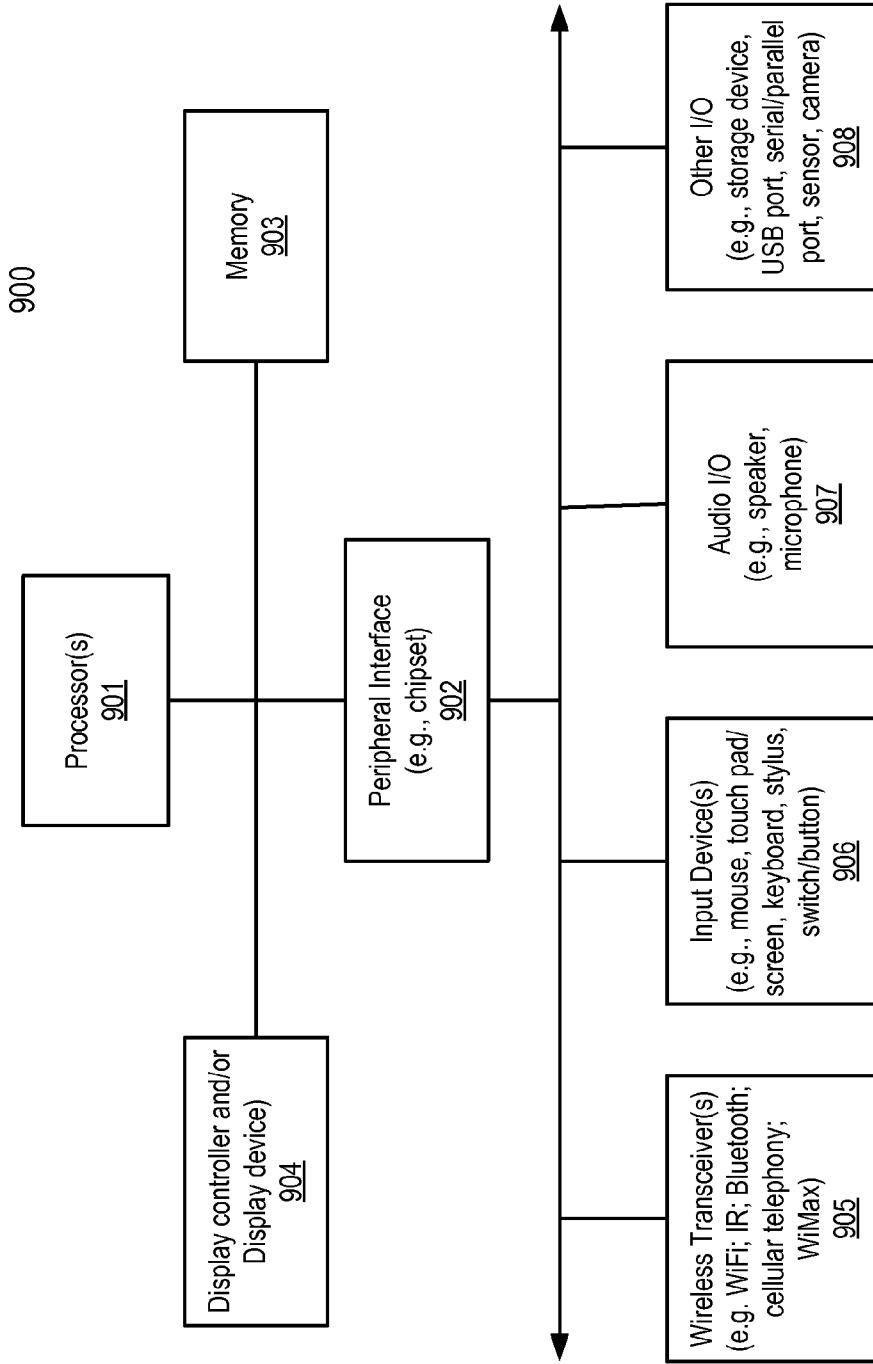 900
Processor(s)
901
Display controller and/or
Display device)
904
Memory
903
Peripheral Interface
(e.g., chipset)
902
Wireless Transceiver(s)
(e.g. WiFi; IR; Bluetooth;
cellular telephony;
WiMax)
905
Input Device(s)
(e.g., mouse, touch pad/
screen, keyboard, stylus,
switch/button)
906
Audio I/O
(e.g., speaker,
microphone)
907
Other I/O
(e.g., storage device,
USB port, serial/parallel
port, sensor, camera)
908